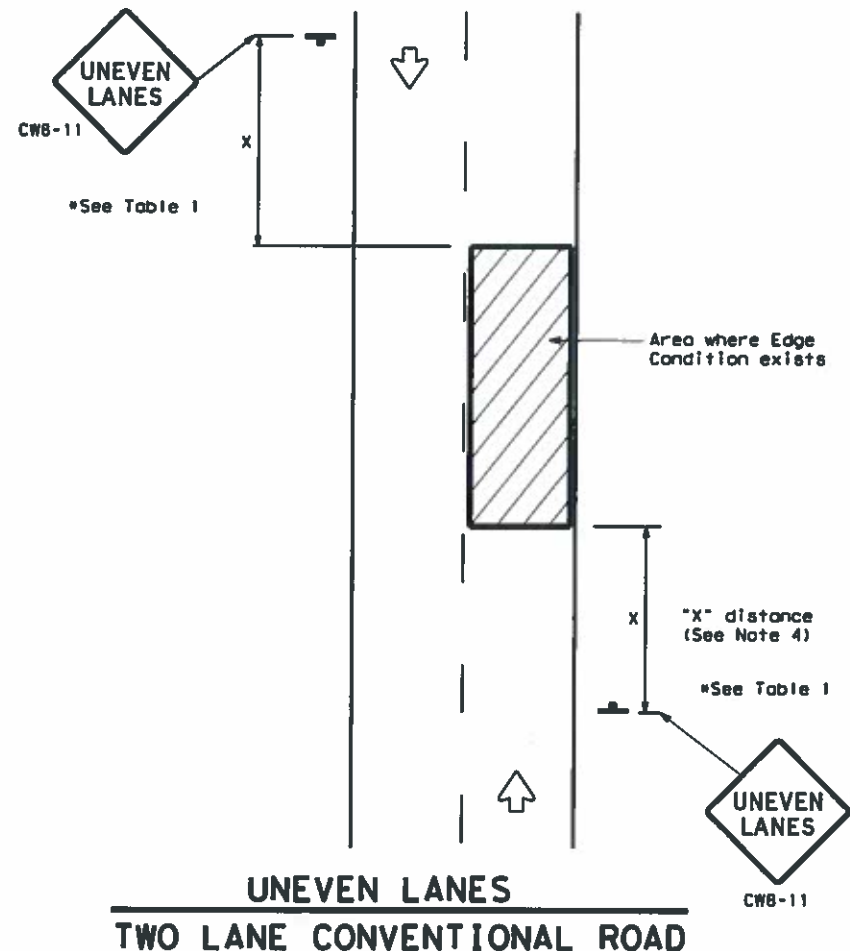 UNEVEN
LANES
CW8-11
X
*See Table 1
Area where Edge
Condition exists
X
"X" distance
(See Note 4)
*See Table 1
UNEVEN
LANES
CW8-11
UNEVEN LANES
TWO LANE CONVENTIONAL ROAD